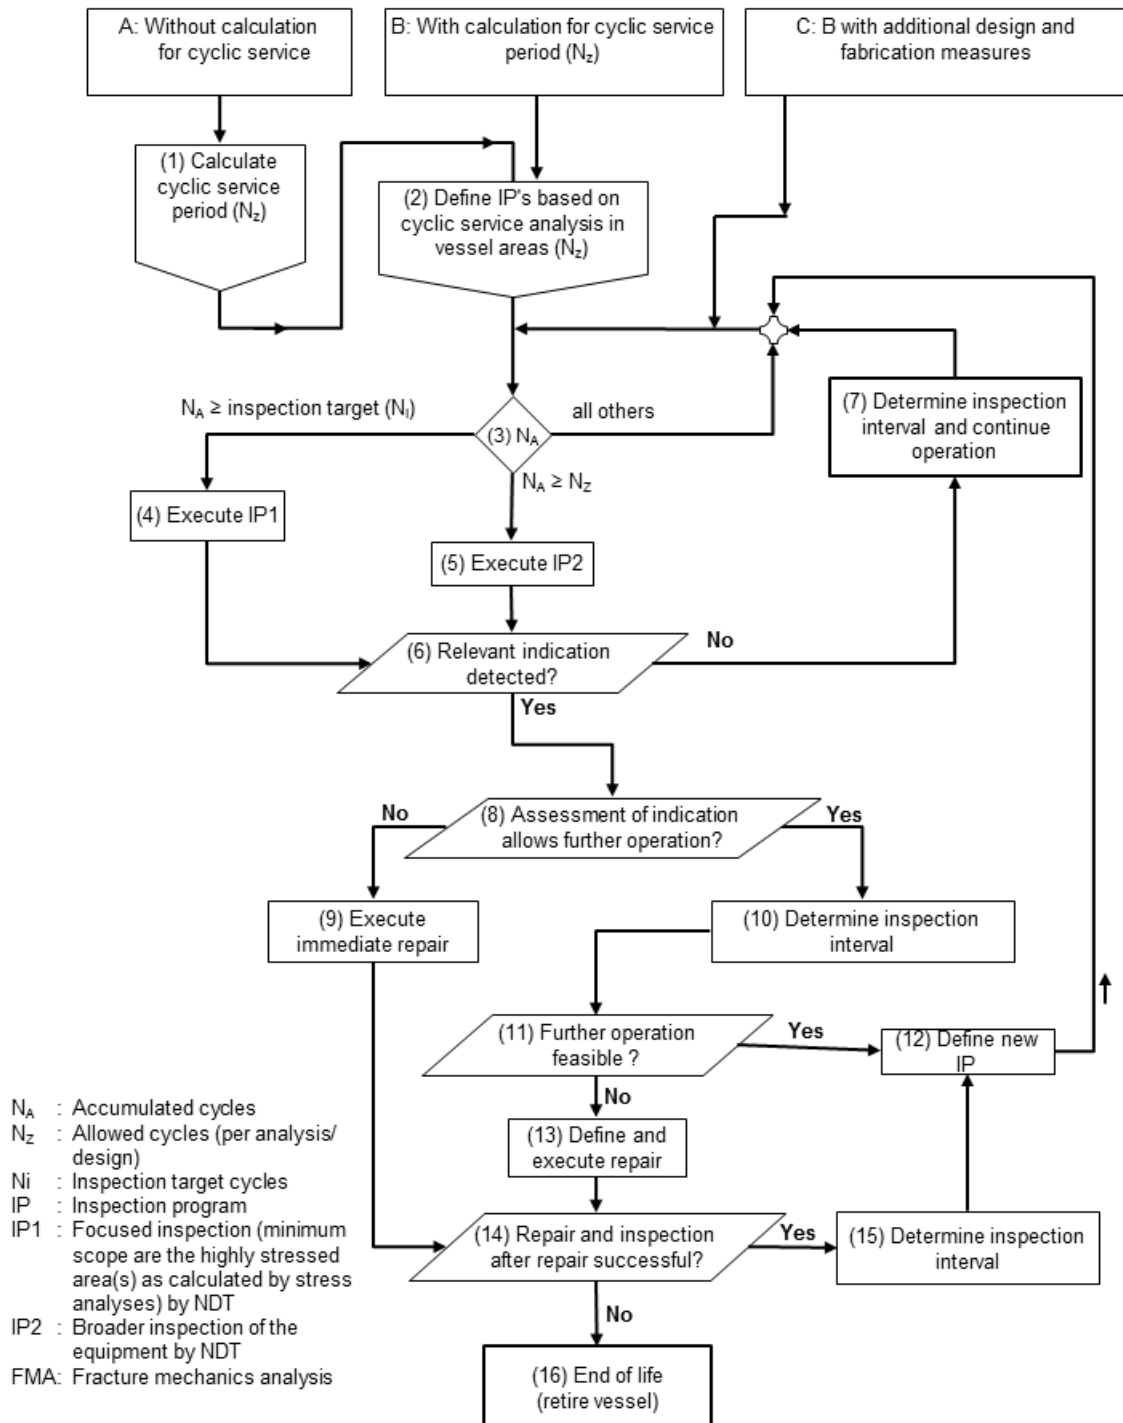 A: Without calculation
for cyclic service
B: With calculation for cyclic service
period (Nz)
C: B with additional design and
fabrication measures
(1) Calculate
cyclic service
period (Nz)
(2) Define IP's based on
cyclic service analysis in
vessel areas (Nz)
NA ≥ inspection target (NI)
(3) NA
all others
NA ≥ NZ
(7) Determine inspection
interval and continue
operation
(4) Execute IP1
(5) Execute IP2
(6) Relevant indication
detected?
No
Yes
No
(8) Assessment of indication
allows further operation?
Yes
(9) Execute
immediate repair
(10) Determine inspection
interval
(11) Further operation
feasible ?
Yes
(12) Define new
IP
No
(13) Define and
execute repair
(14) Repair and inspection
after repair successful?
Yes
(15) Determine inspection
interval
No
(16) End of life
(retire vessel)
NA : Accumulated cycles
NZ : Allowed cycles (per analysis/
design)
Ni : Inspection target cycles
IP : Inspection program
IP1 : Focused inspection (minimum
scope are the highly stressed
area(s) as calculated by stress
analyses) by NDT
IP2 : Broader inspection of the
equipment by NDT
FMA: Fracture mechanics analysis